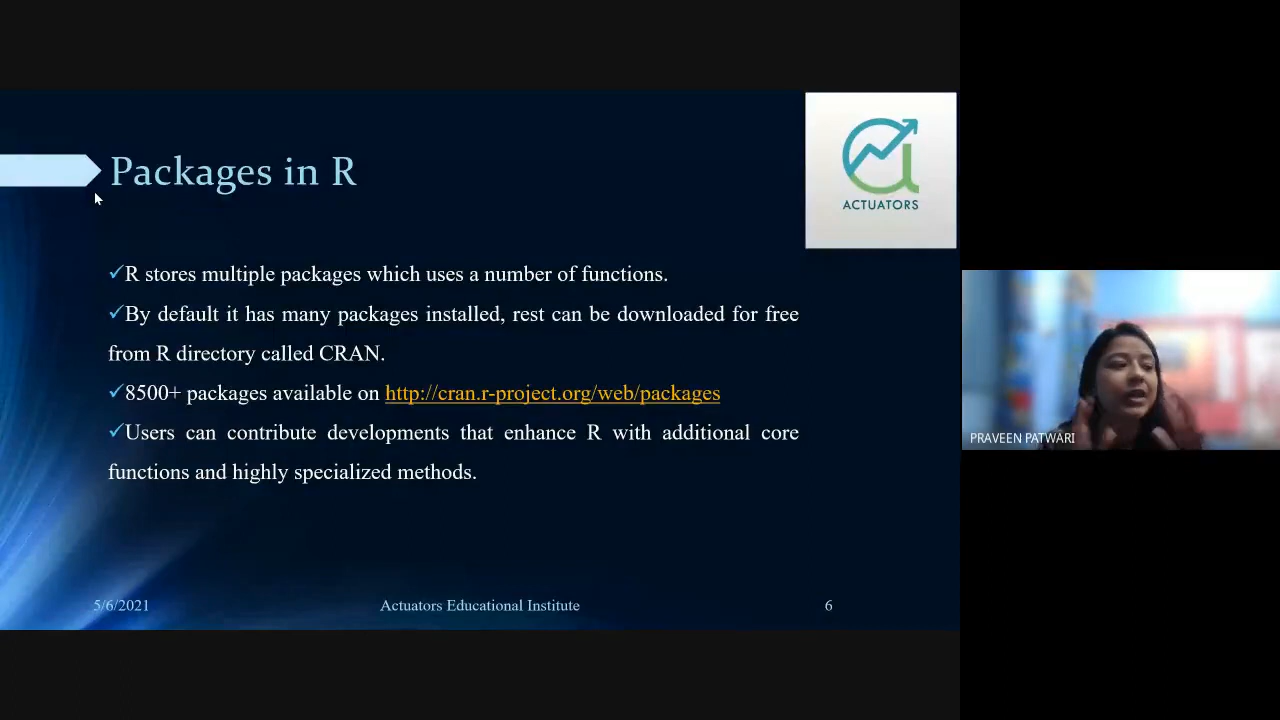 Packages in R
ACTUATORS
✓R stores multiple packages which uses a number of functions.
✓By default it has many packages installed, rest can be downloaded for free
from R directory called CRAN.
✓8500+ packages available on http://cran.r-project.org/web/packages
✓Users can contribute developments that enhance R with additional core
functions and highly specialized methods.
PRAVEEN PATWARI
5/6/2021
Actuators Educational Institute
6